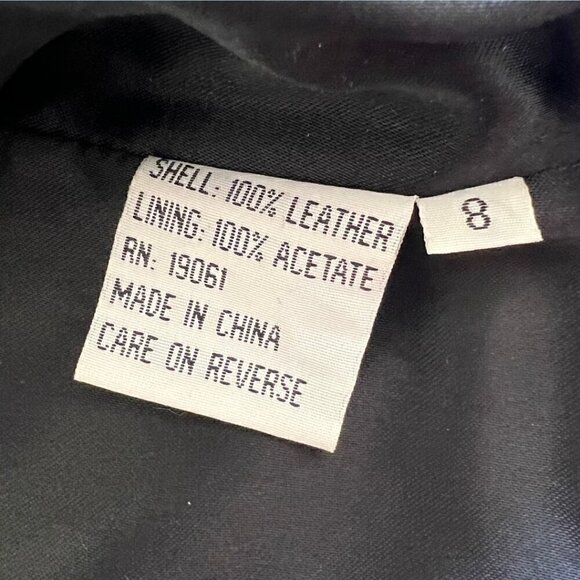 SHELL: 100% LEATHER
LINING: 100% ACETATE
RN: 19061
MADE IN CHINA
CARE ON REVERSE
8